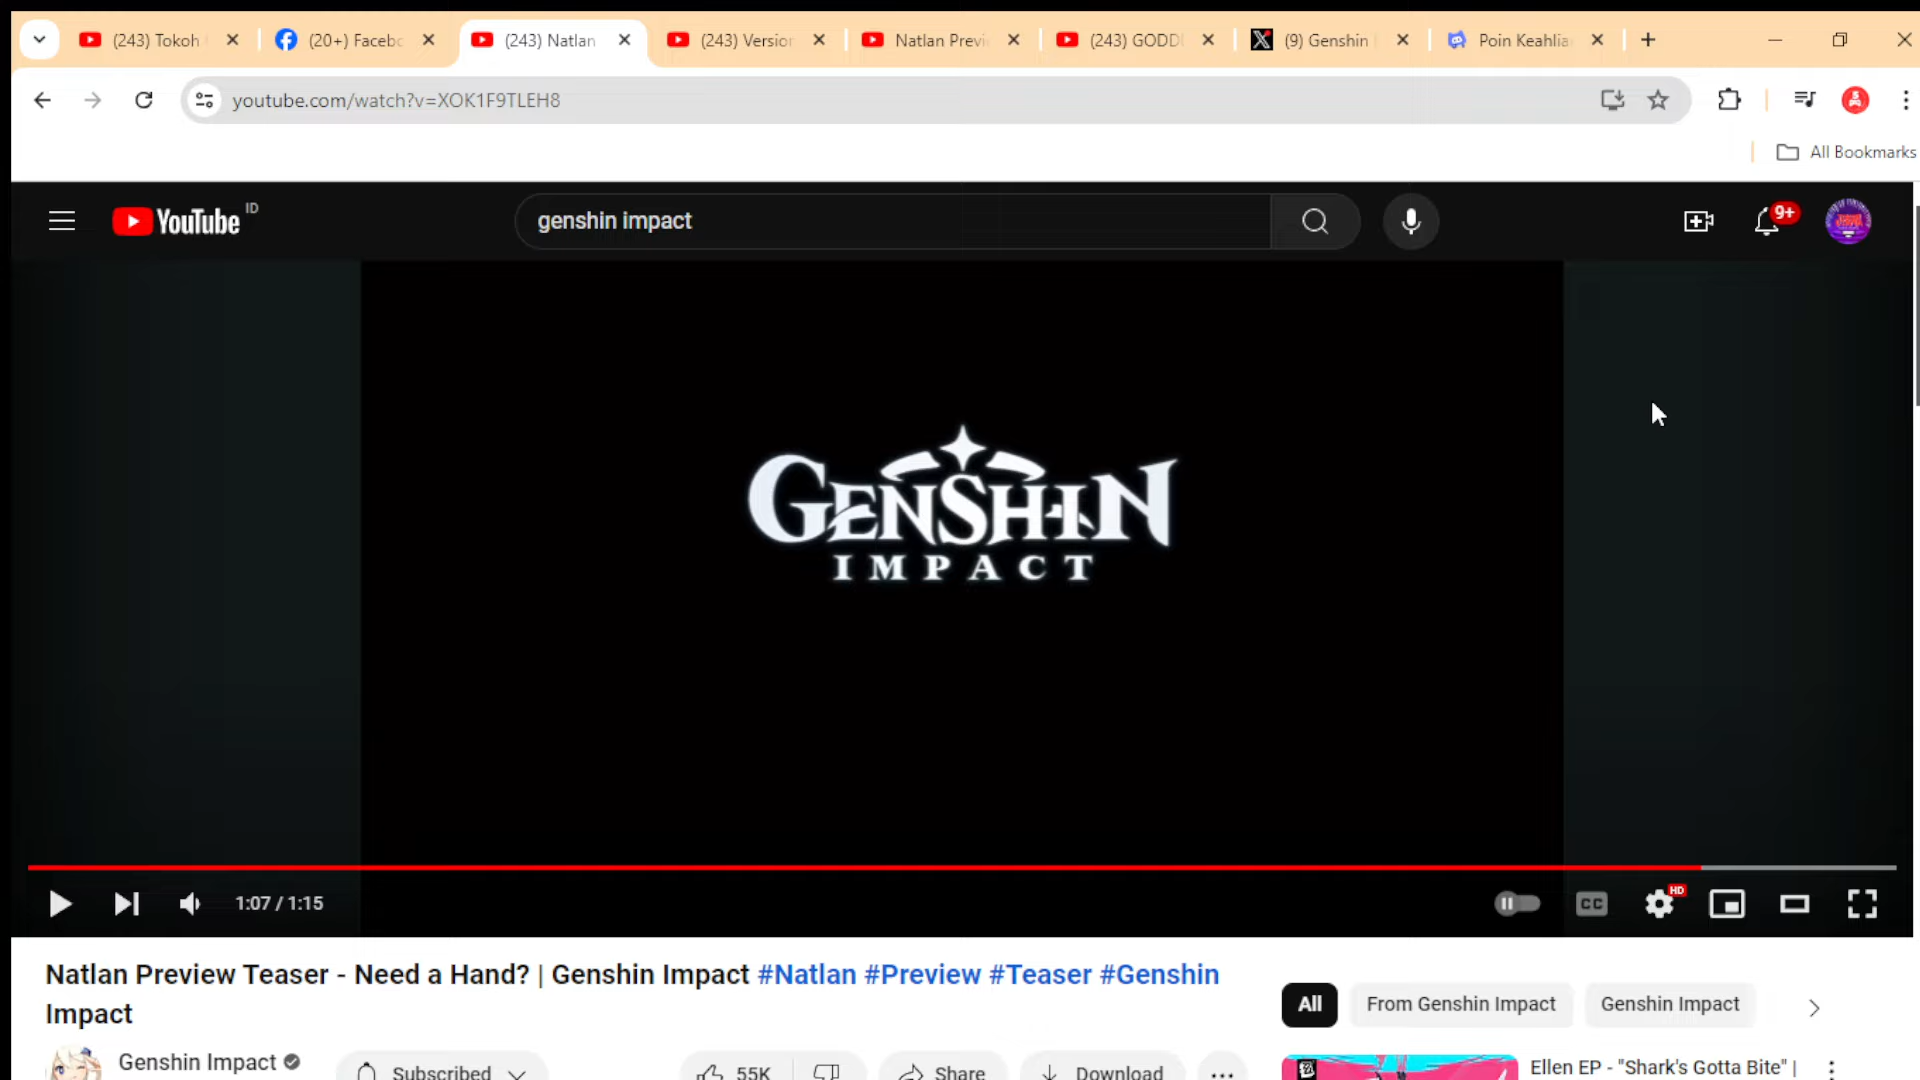 (243) Tokoh
(20+) Facebo
(243) Natlan
(243) Version
Natlan Previ
(243) GODD
(9) Genshin
Poin Keahlia
youtube.com/watch?v=XOK1F9TLEH8
All Bookmarks
YouTube ID
genshin impact
9+
GENSHIN
IMPACT
1:07 / 1:15
CC
HD
Natlan Preview Teaser - Need a Hand? | Genshin Impact #Natlan #Preview #Teaser #Genshin
Impact
All
From Genshin Impact
Genshin Impact
Genshin Impact
Subscribed
55K
Share
Download
Ellen EP - "Shark's Gotta Bite" |